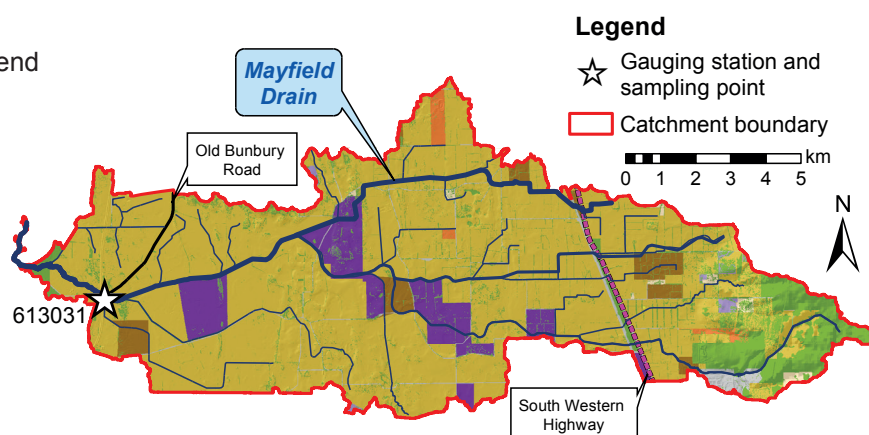 end
Mayfield
Drain
Old Bunbury
Road
613031
South Western
Highway
Legend
Gauging station and
sampling point
Catchment boundary
km
0 1 2 3 4 5
N